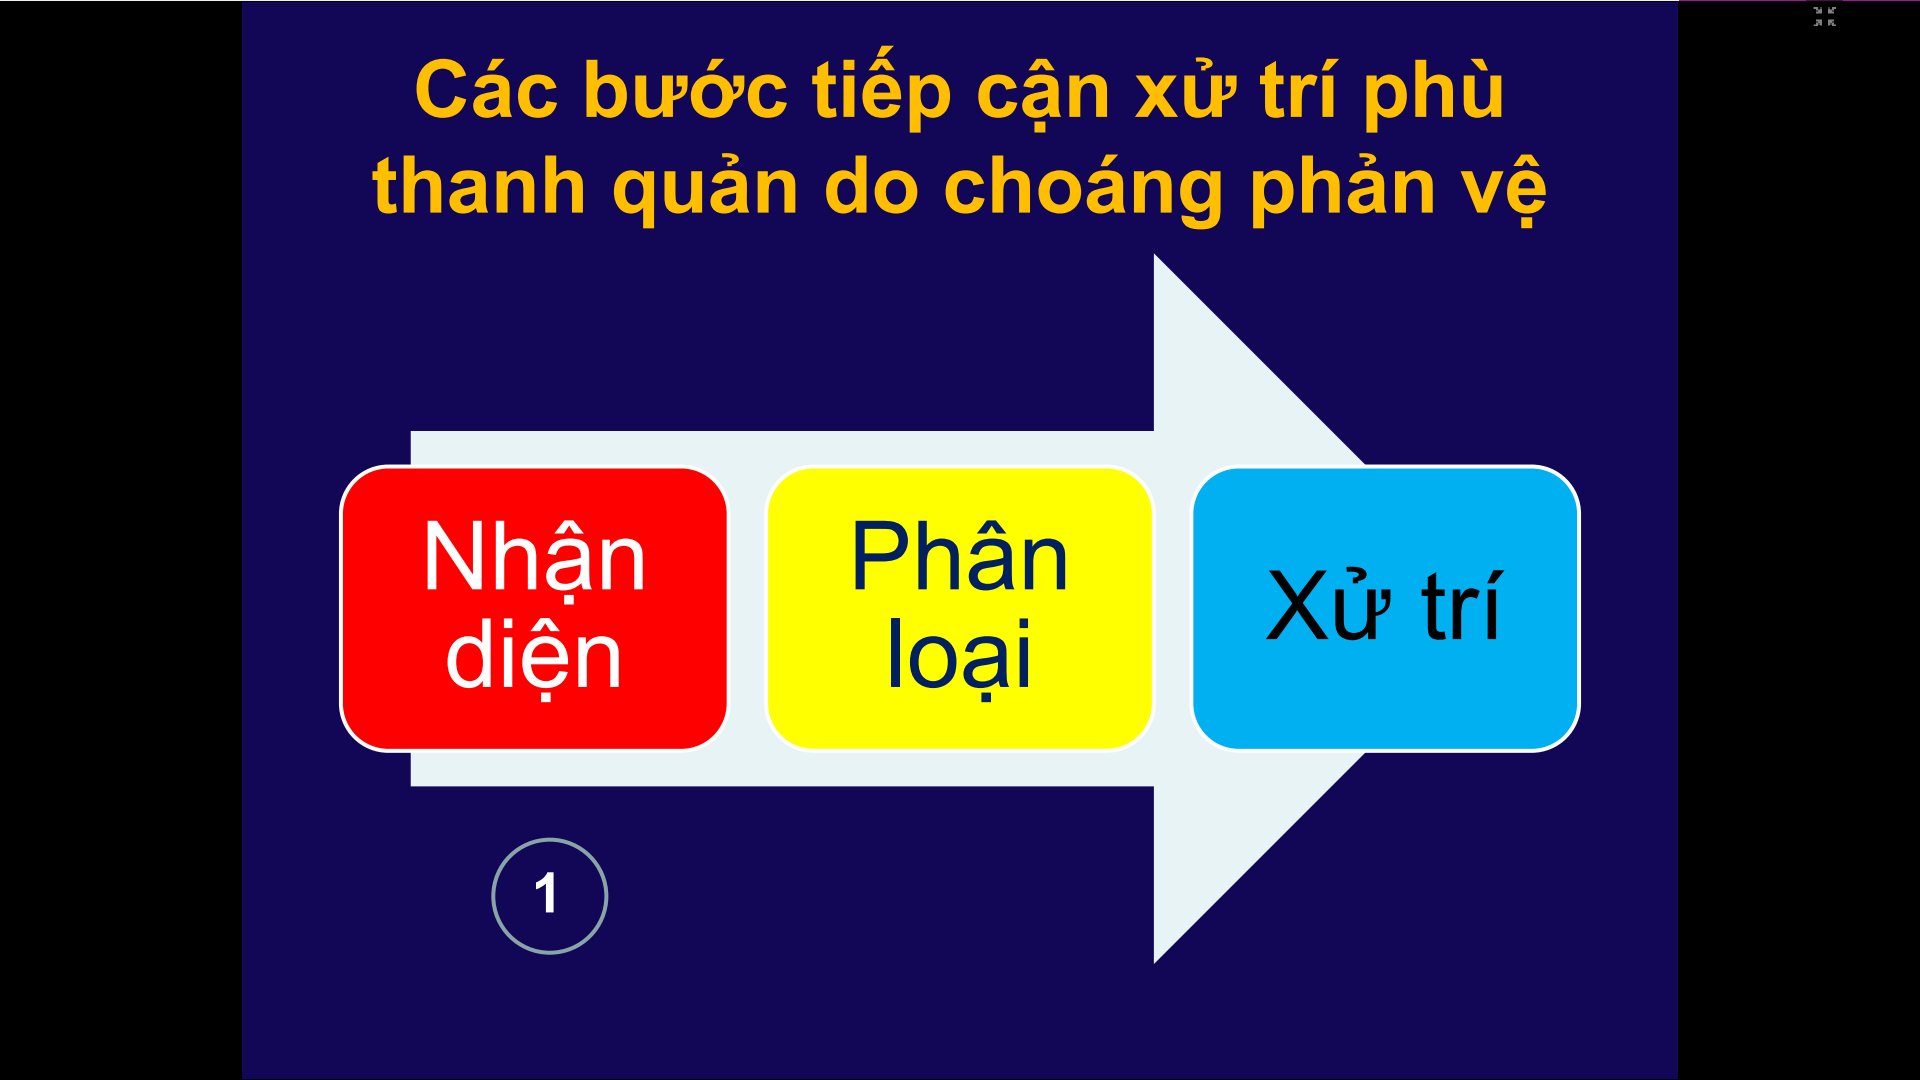 Các bước tiếp cận xử trí phù
thanh quản do choáng phản vệ
Nhận
diện
Phân
loại
Xử trí
1